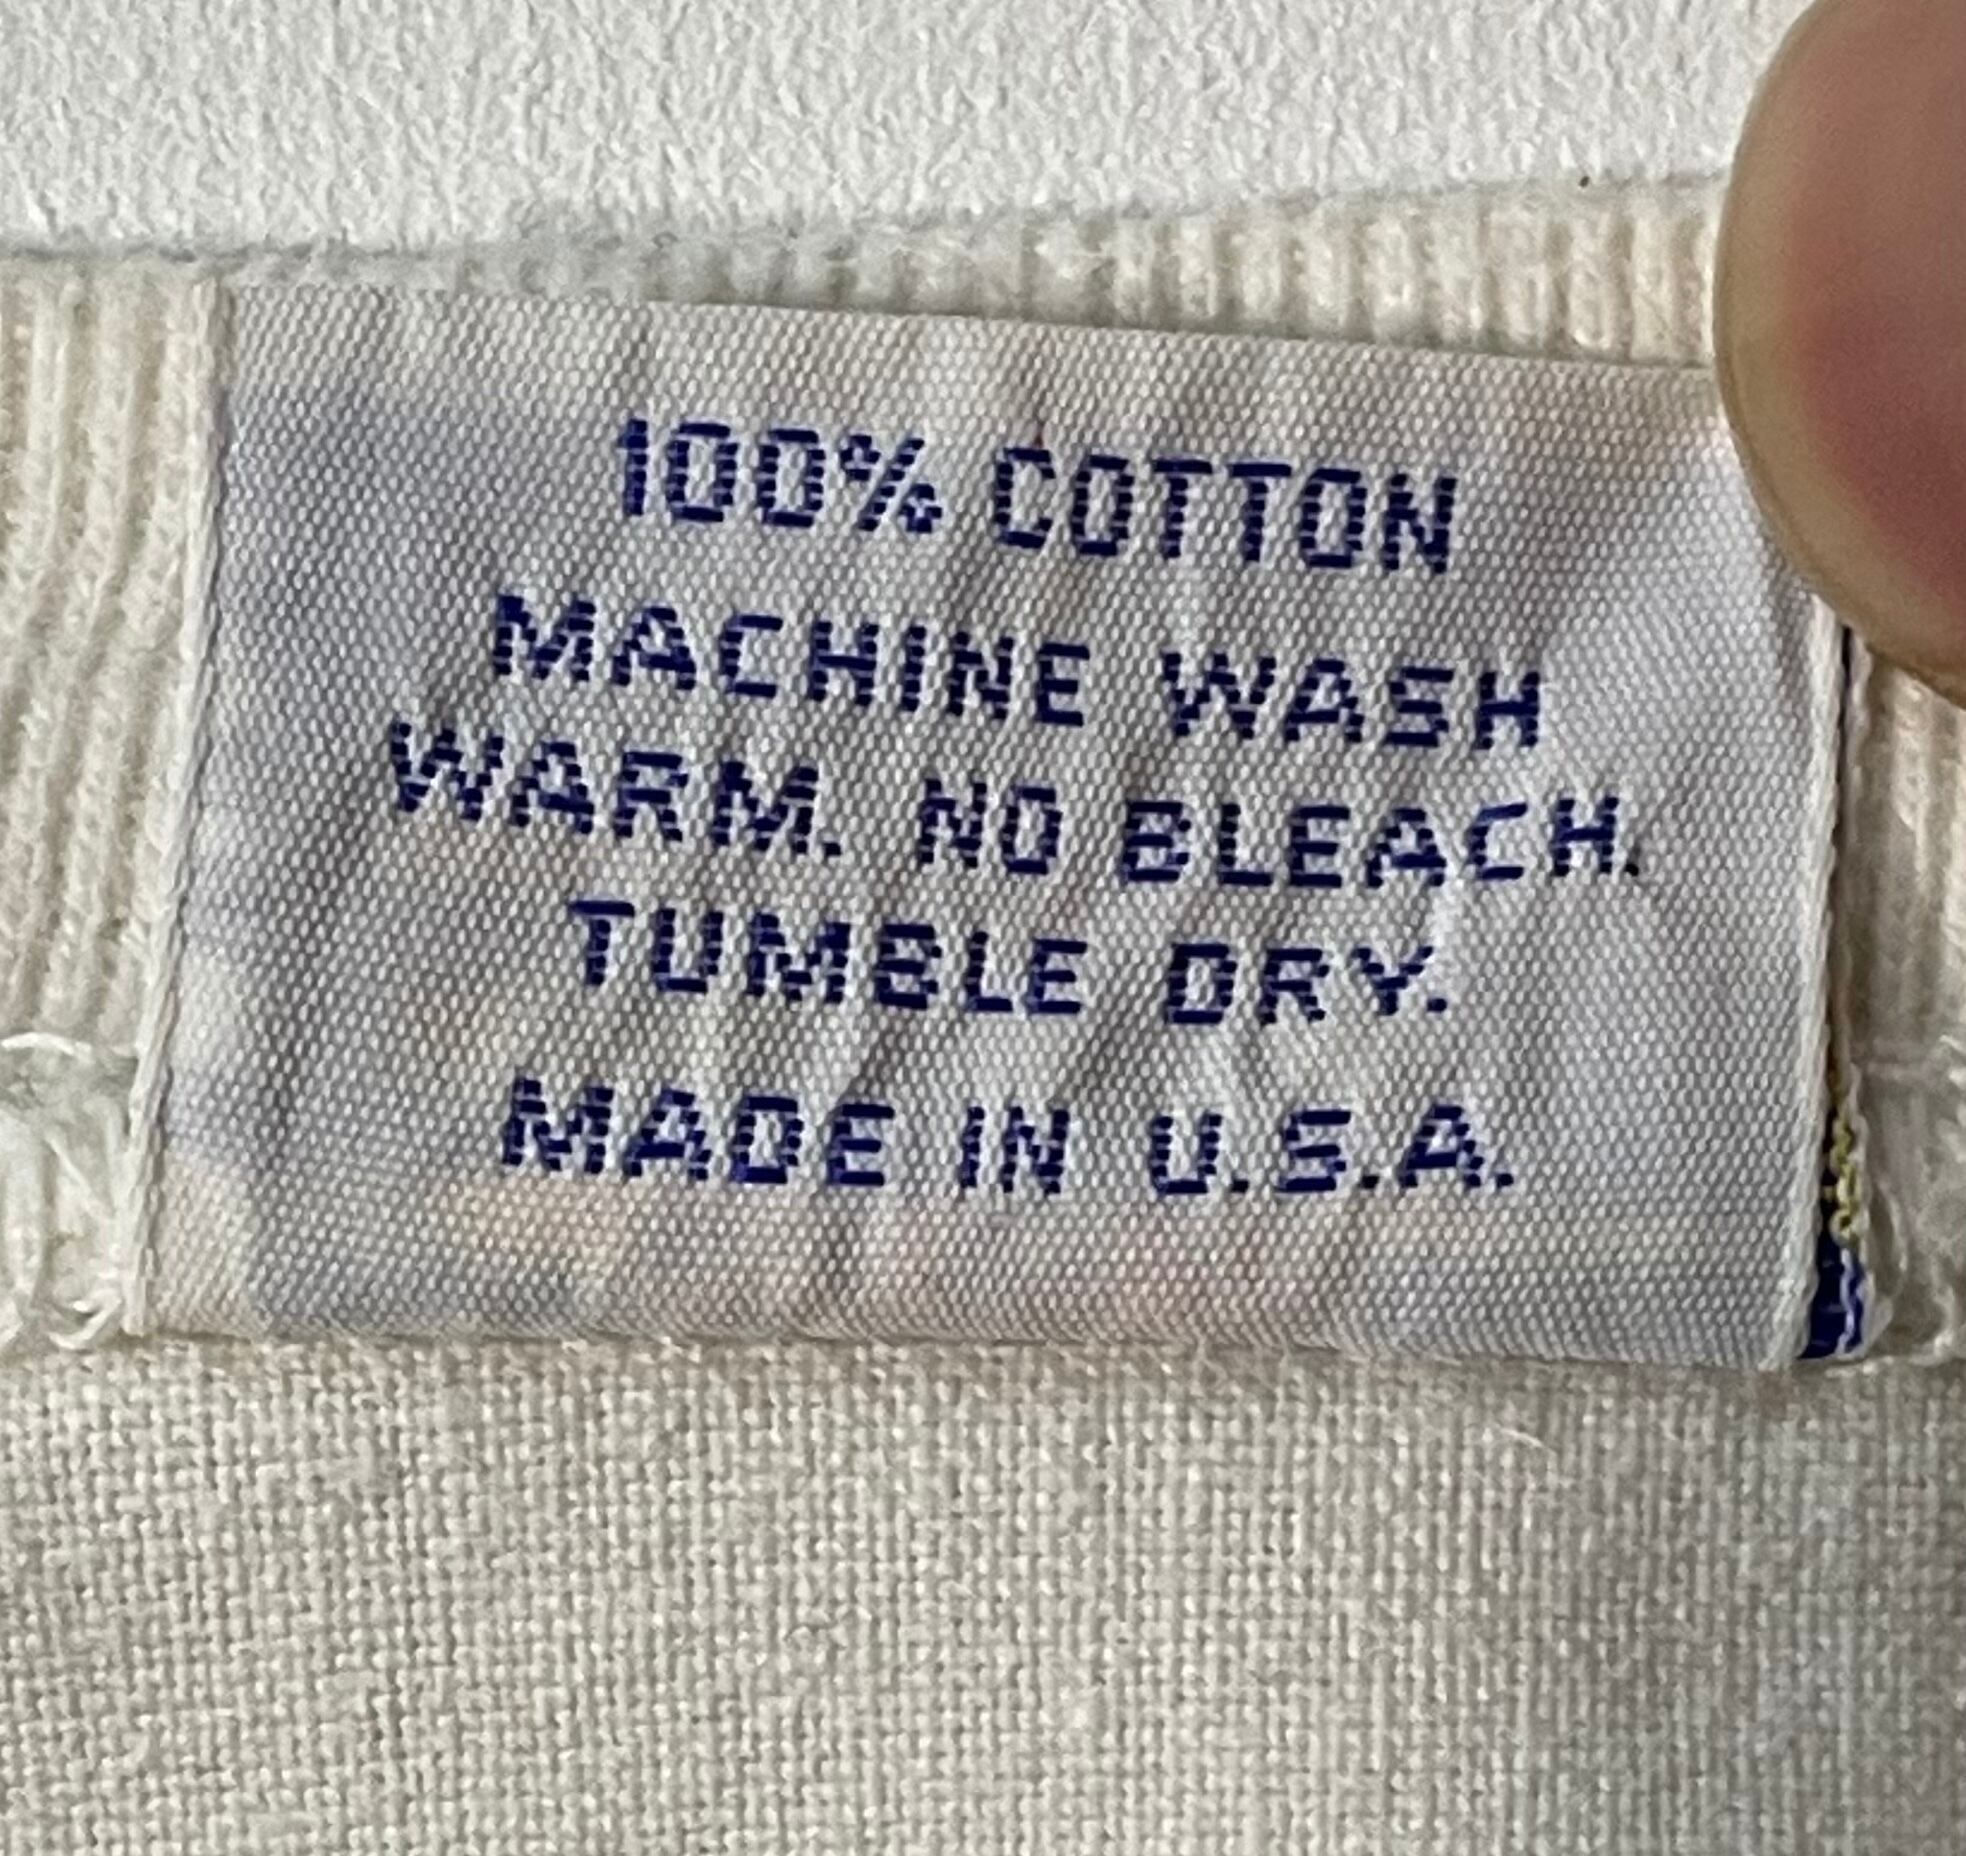 100% COTTON
MACHINE WASH
WARM. NO BLEACH.
TUMBLE DRY.
MADE IN U.S.A.